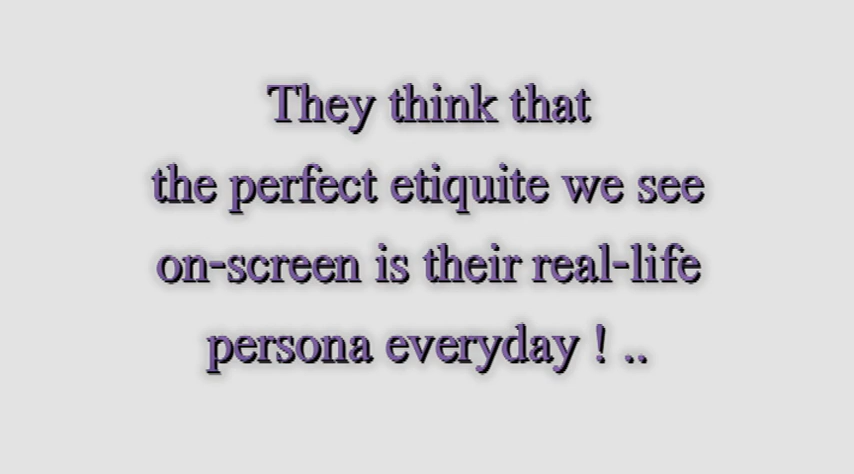 They think that
the perfect etiquite we see
on-screen is their real-life
persona everyday ! ..